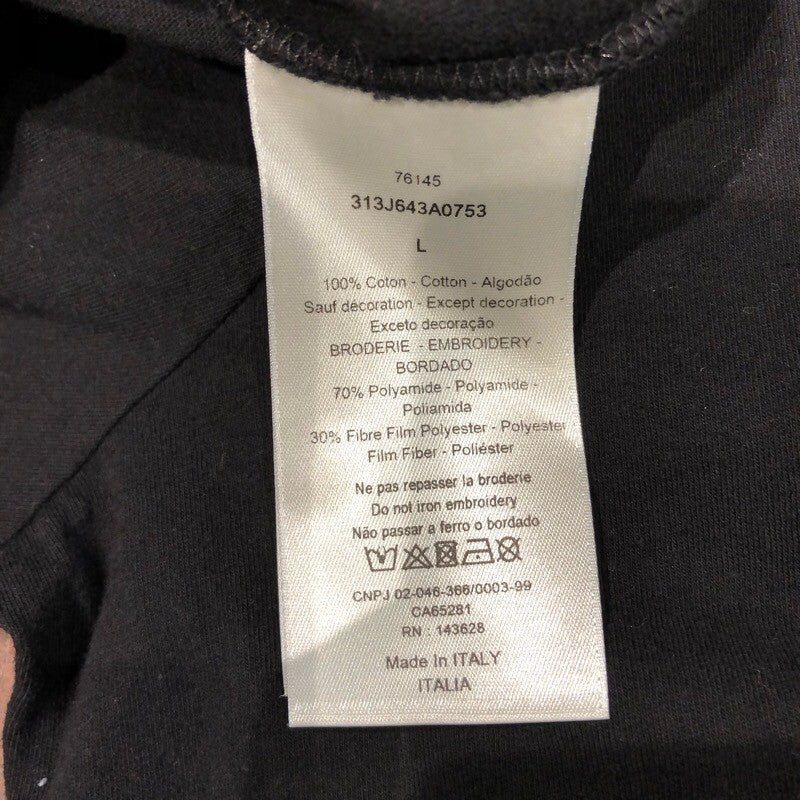 76145
313J643A0753
L
100% Coton - Cotton - Algodão
Sauf décoration - Except decoration -
Exceto decoração
BRODERIE - EMBROIDERY -
BORDADO
70% Polyamide - Polyamide -
Poliamida
30% Fibre Film Polyester - Polyester
Film Fiber - Poliéster
Ne pas repasser la broderie
Do not iron embroidery
Não passar a ferro o bordado
CNPJ 02-046-366/0003-99
CA65281
RN : 143628
Made In ITALY
ITALIA